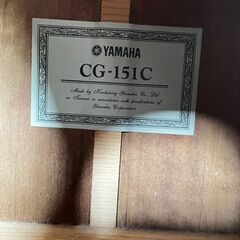 YAMAHA
CG-151C
Made by Kaohsiung Yamaha Co., Ltd.
in Taiwan in accordance with specifications of
Yamaha Corporation